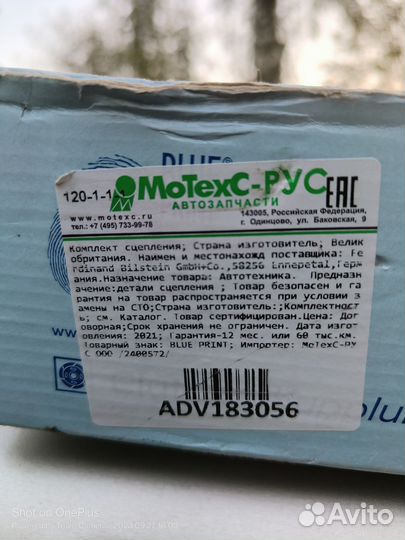 BLUE
120-1-1
МоТехС-РУС
АВТОЗАПЧАСТИ
EAC
www.motexc.ru
тел.: +7 (495) 733-99-78
143005, Российская Федерация,
г. Одинцово, ул. Баковская, 9
Комплект сцепления; Страна изготовитель; Велик
обритания. Наимен и местонахожд поставщика: Fe
rdinand Bilstein GmbH+Co.,58256 Ennepetal,Гер
мания.Назначение товара: Автотехника. Предназн
ачение:детали сцепления ; Товар безопасен и га
рантия на товар распространяется при условии з
амены на СТО;Страна изготовитель:;Комплектност
ь; см. Каталог. Товар сертифицирован.Цена: Дог
оворная;Срок хранения не ограничен. Дата изгот
овления: 2021; Гарантия-12 мес. или 60 тыс.км.
Товарный знак: BLUE PRINT; Импортер: МоТехС-Ру
С ООО /2400572/
ADV183056
Shot on OnePlus
Avito